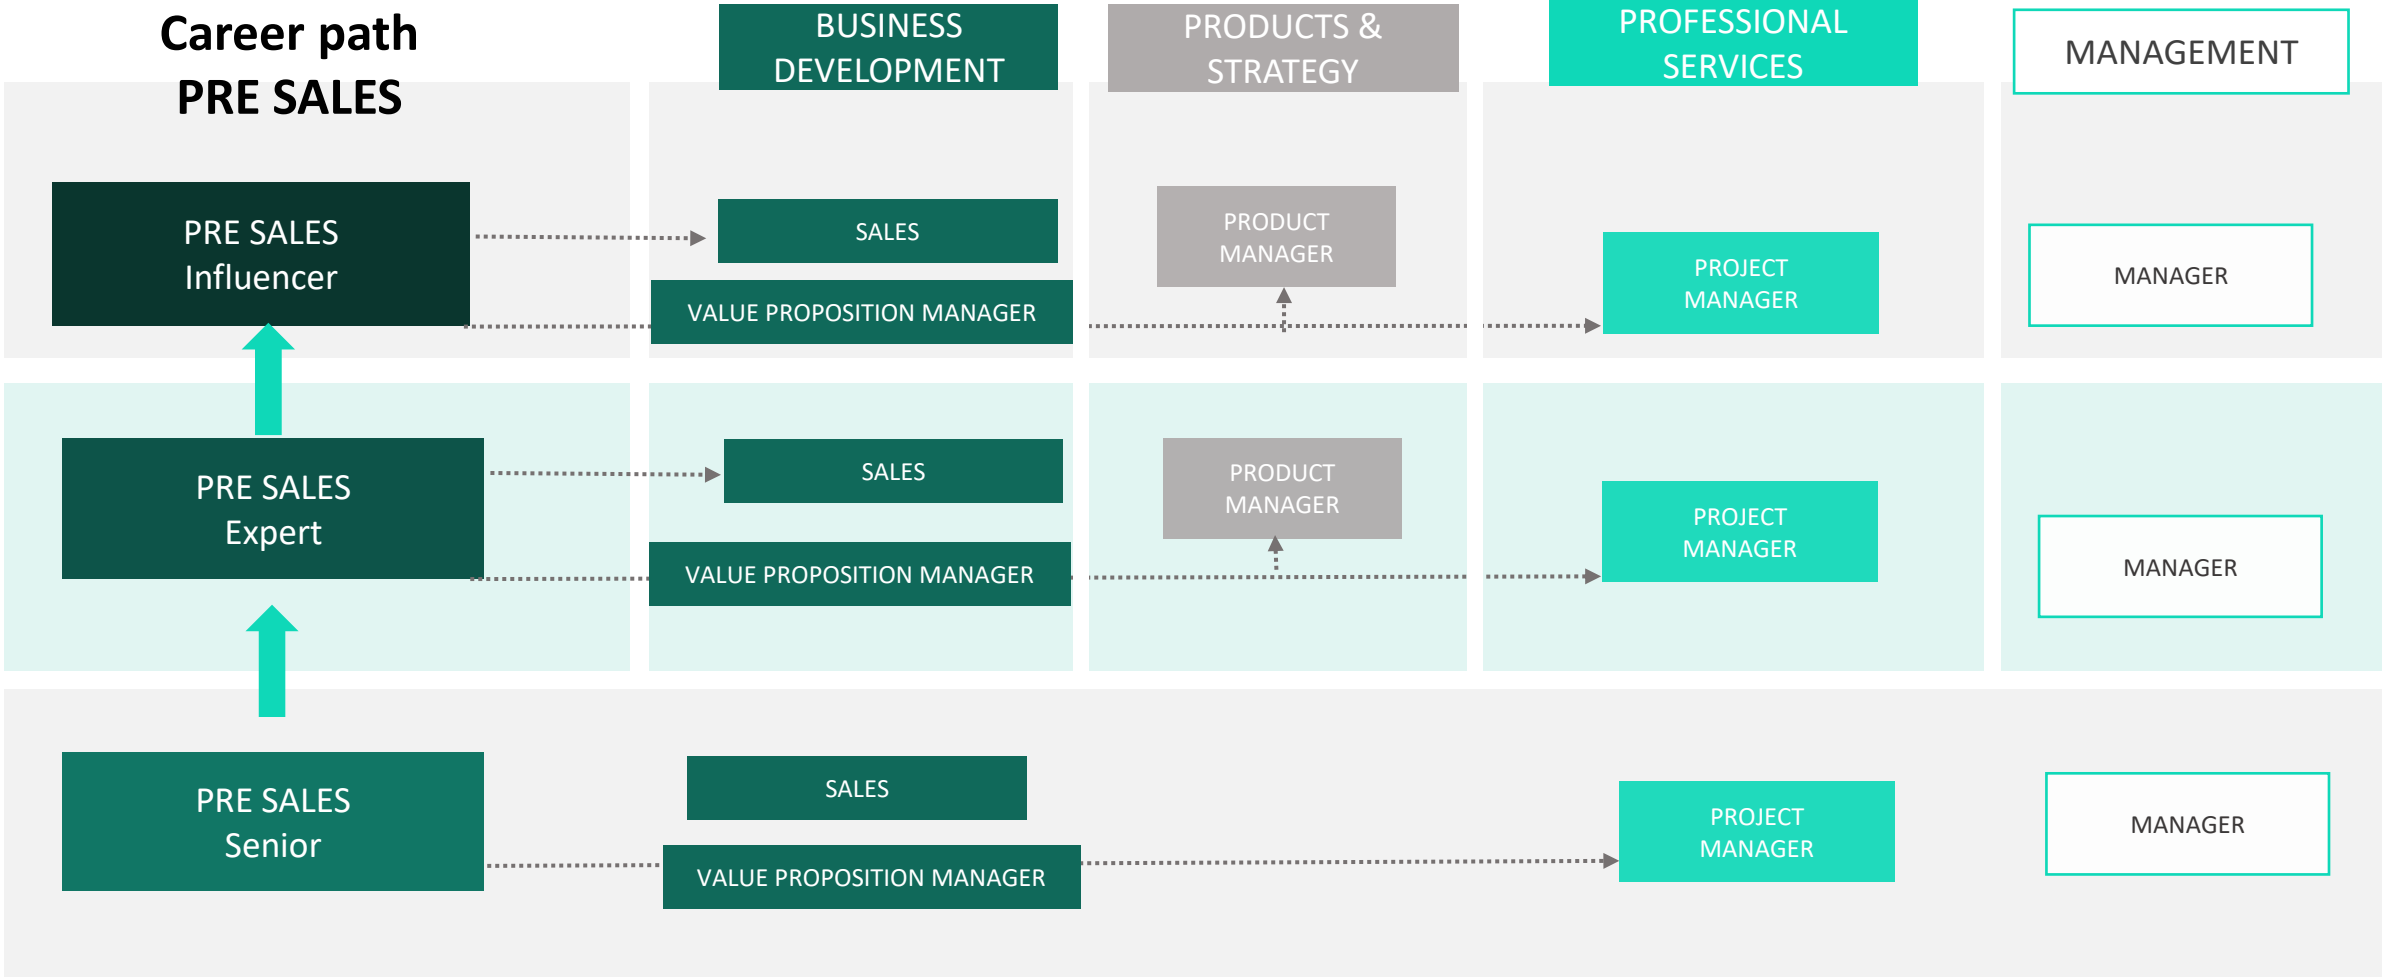 Career path
PRE SALES
BUSINESS
DEVELOPMENT
PRODUCTS &
STRATEGY
PROFESSIONAL
SERVICES
MANAGEMENT
PRE SALES
Influencer
SALES
VALUE PROPOSITION MANAGER
PRODUCT
MANAGER
PROJECT
MANAGER
MANAGER
PRE SALES
Expert
SALES
VALUE PROPOSITION MANAGER
PRODUCT
MANAGER
PROJECT
MANAGER
MANAGER
PRE SALES
Senior
SALES
VALUE PROPOSITION MANAGER
PROJECT
MANAGER
MANAGER